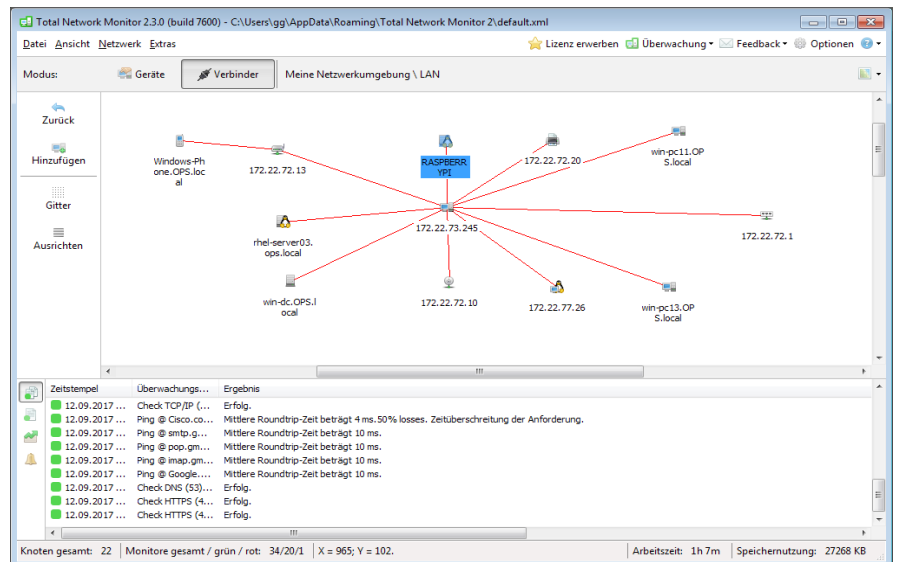 Total Network Monitor 2.3.0 (build 7600) - C:\Users\gg\AppData\Roaming\Total Network Monitor 2\default.xml
Datei Ansicht Netzwerk Extras Lizenz erwerben Überwachung Feedback Optionen
Modus: Geräte Verbinder Meine Netzwerkumgebung \ LAN
Zurück
Hinzufügen
Gitter
Ausrichten
Windows-Ph
one.OPS.loc
al
172.22.72.13
RASPBERR
YPI
172.22.72.20
win-pc11.OP
S.local
172.22.73.245
172.22.72.1
rhel-server03.
ops.local
win-dc.OPS.l
ocal
172.22.72.10
172.22.77.26
win-pc13.OP
S.local
Zeitstempel Überwachungs... Ergebnis
12.09.2017 ... Check TCP/IP (... Erfolg.
12.09.2017 ... Ping @ Cisco.co... Mittlere Roundtrip-Zeit beträgt 4 ms.50% losses. Zeitüberschreitung der Anforderung.
12.09.2017 ... Ping @ smtp.g... Mittlere Roundtrip-Zeit beträgt 10 ms.
12.09.2017 ... Ping @ pop.gm... Mittlere Roundtrip-Zeit beträgt 10 ms.
12.09.2017 ... Ping @ imap.gm... Mittlere Roundtrip-Zeit beträgt 10 ms.
12.09.2017 ... Ping @ Google.... Mittlere Roundtrip-Zeit beträgt 10 ms.
12.09.2017 ... Check DNS (53)... Erfolg.
12.09.2017 ... Check HTTPS (4... Erfolg.
12.09.2017 ... Check HTTPS (4... Erfolg.
Knoten gesamt: 22 Monitore gesamt / grün / rot: 34/20/1 X = 965; Y = 102. Arbeitszeit: 1h 7m Speichernutzung: 27268 KB